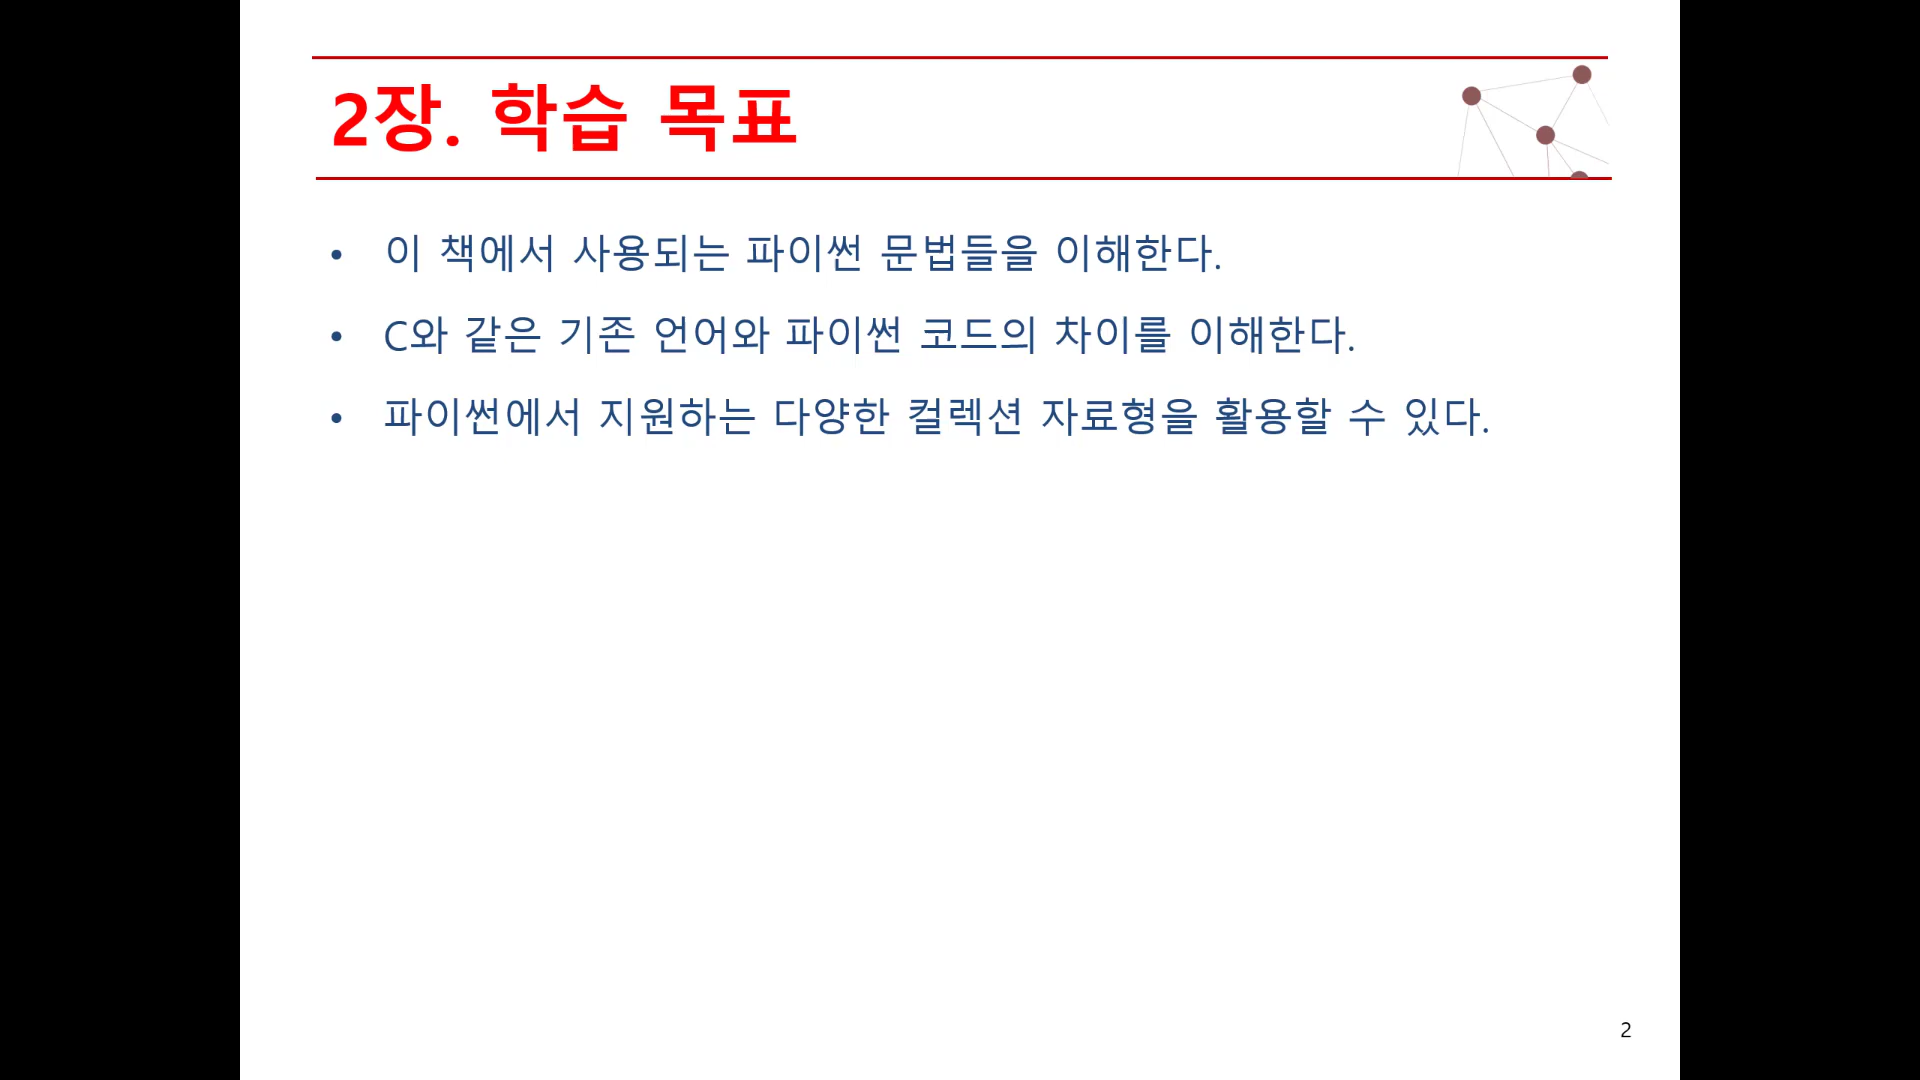 2장. 학습 목표
• 이 책에서 사용되는 파이썬 문법들을 이해한다.
• C와 같은 기존 언어와 파이썬 코드의 차이를 이해한다.
• 파이썬에서 지원하는 다양한 컬렉션 자료형을 활용할 수 있다.
2